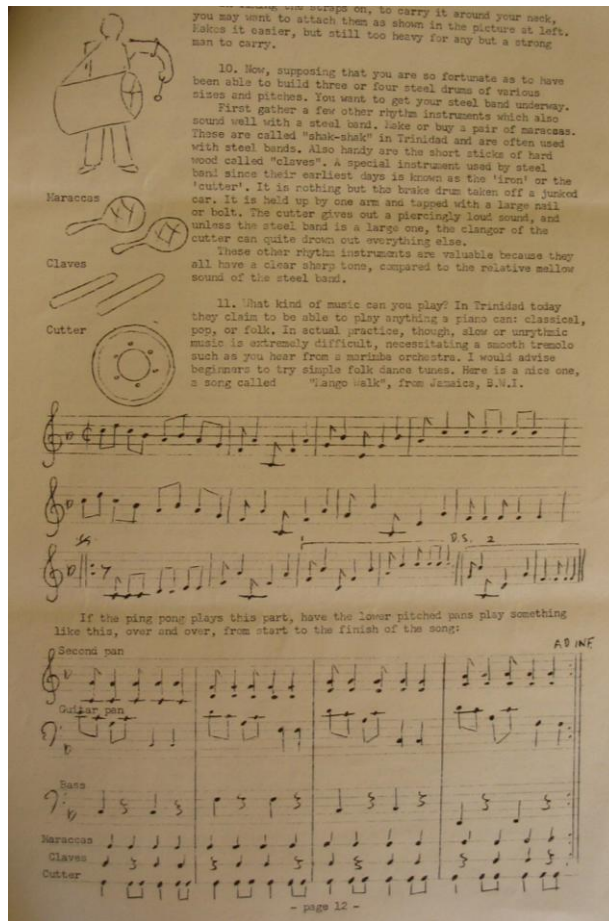 the straps on, to carry it around your neck,
you may want to attach them as shown in the picture at left.
Makes it easier, but still too heavy for any but a strong
man to carry.
10. Now, supposing that you are so fortunate as to have
been able to build three or four steel drums of various
sizes and pitches. You want to get your steel band underway.
First gather a few other rhythm instruments which also
sound well with a steel band. Make or buy a pair of maraccas.
These are called "shak-shak" in Trinidad and are often used
with steel bands. Also handy are the short sticks of hard
wood called "claves". A special instrument used by steel
band since their earliest days is known as the 'iron' or the
'cutter'. It is nothing but the brake drum taken off a junked
car. It is held up by one arm and tapped with a large nail
or bolt. The cutter gives out a piercingly loud sound, and
unless the steel band is a large one, the clangor of the
cutter can quite drown out everything else.
These other rhythm instruments are valuable because they
all have a clear sharp tone, compared to the relative mellow
sound of the steel band.
Maraccas
Claves
Cutter
11. What kind of music can you play? In Trinidad today
they claim to be able to play anything a piano can: classical,
pop, or folk. In actual practice, though, slow or unrythmic
music is extremely difficult, necessitating a smooth tremolo
such as you hear from a marimba orchestra. I would advise
beginners to try simple folk dance tunes. Here is a nice one,
a song called "Mango Walk", from Jamaica, B.W.I.
D.S. 2
If the ping pong plays this part, have the lower pitched pans play something
like this, over and over, from start to the finish of the song:
Second pan
Guitar pan
Bass
Maraccas
Claves
Cutter
- page 12 -